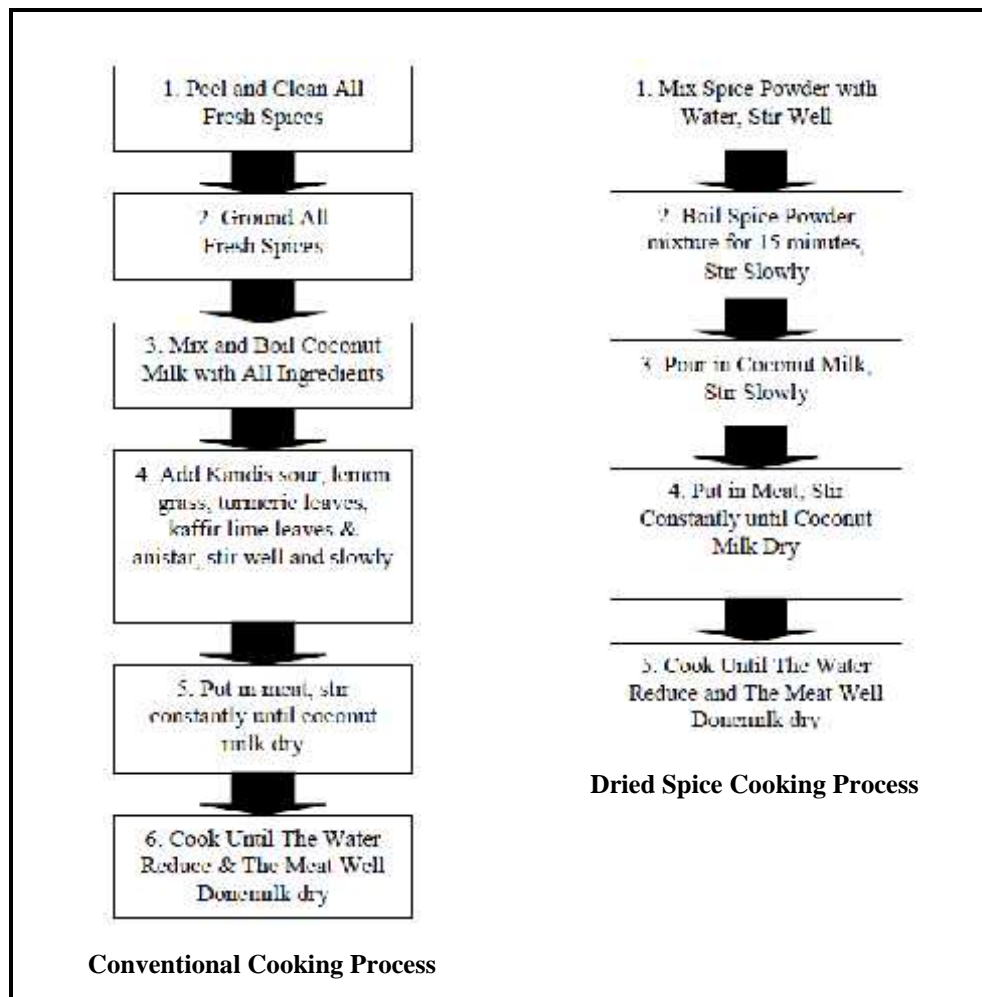 1. Peel and Clean All
Fresh Spices
2. Ground All
Fresh Spices
3. Mix and Boil Coconut
Milk with All Ingredients
4. Add Kandis sour, lemon
grass, turmeric leaves,
kaffir lime leaves &
anistar, stir well and slowly
5. Put in meat, stir
constantly until coconut
milk dry
6. Cook Until The Water
Reduce & The Meat Well
Donemilk dry
Conventional Cooking Process
1. Mix Spice Powder with
Water, Stir Well
2. Boil Spice Powder
mixture for 15 minutes,
Stir Slowly
3. Pour in Coconut Milk,
Stir Slowly
4. Put in Meat, Stir
Constantly until Coconut
Milk Dry
5. Cook Until The Water
Reduce and The Meat Well
Donemilk dry
Dried Spice Cooking Process